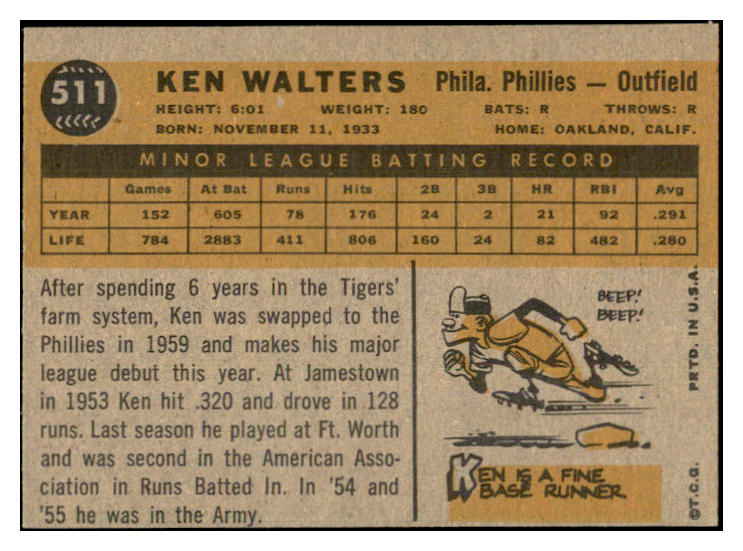 511
KEN WALTERS Phila. Phillies — Outfield
HEIGHT: 6:01 WEIGHT: 180 BATS: R THROWS: R
BORN: NOVEMBER 11, 1933 HOME: OAKLAND, CALIF.
MINOR LEAGUE BATTING RECORD
Games At Bat Runs Hits 2B 3B HR RBI Avg
YEAR 152 605 78 176 24 2 21 92 .291
LIFE 784 2883 411 806 160 24 82 482 .280
After spending 6 years in the Tigers'
farm system, Ken was swapped to the
Phillies in 1959 and makes his major
league debut this year. At Jamestown
in 1953 Ken hit .320 and drove in 128
runs. Last season he played at Ft. Worth
and was second in the American Asso-
ciation in Runs Batted In. In '54 and
'55 he was in the Army.
BEEP!
BEEP!
KEN IS A FINE
BASE RUNNER
©T.C.G. PRTD. IN U.S.A.